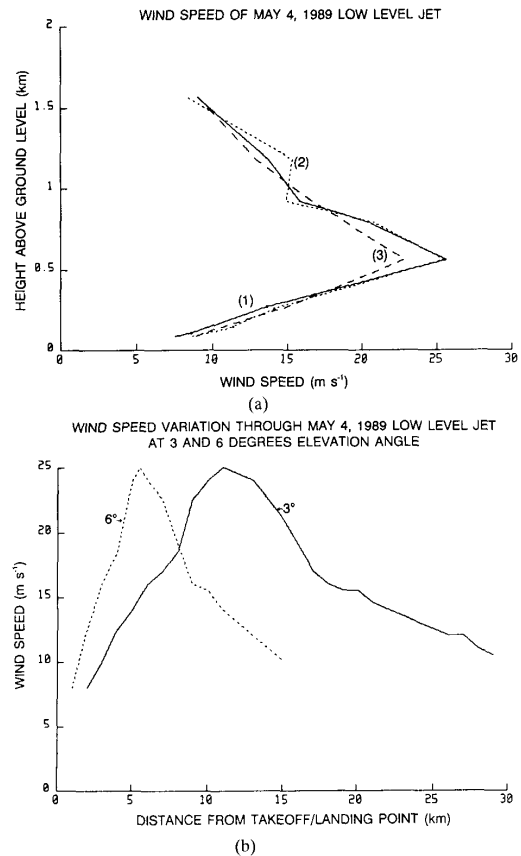 WIND SPEED OF MAY 4, 1989 LOW LEVEL JET
2
1.5
1
0.5
0
HEIGHT ABOVE GROUND LEVEL (km)
(2)
(3)
(1)
0 5 10 15 20 25 30
WIND SPEED (m s⁻¹)
(a)
WIND SPEED VARIATION THROUGH MAY 4, 1989 LOW LEVEL JET
AT 3 AND 6 DEGREES ELEVATION ANGLE
25
20
15
10
5
0
WIND SPEED (m s⁻¹)
6°
3°
0 5 10 15 20 25 30
DISTANCE FROM TAKEOFF/LANDING POINT (km)
(b)